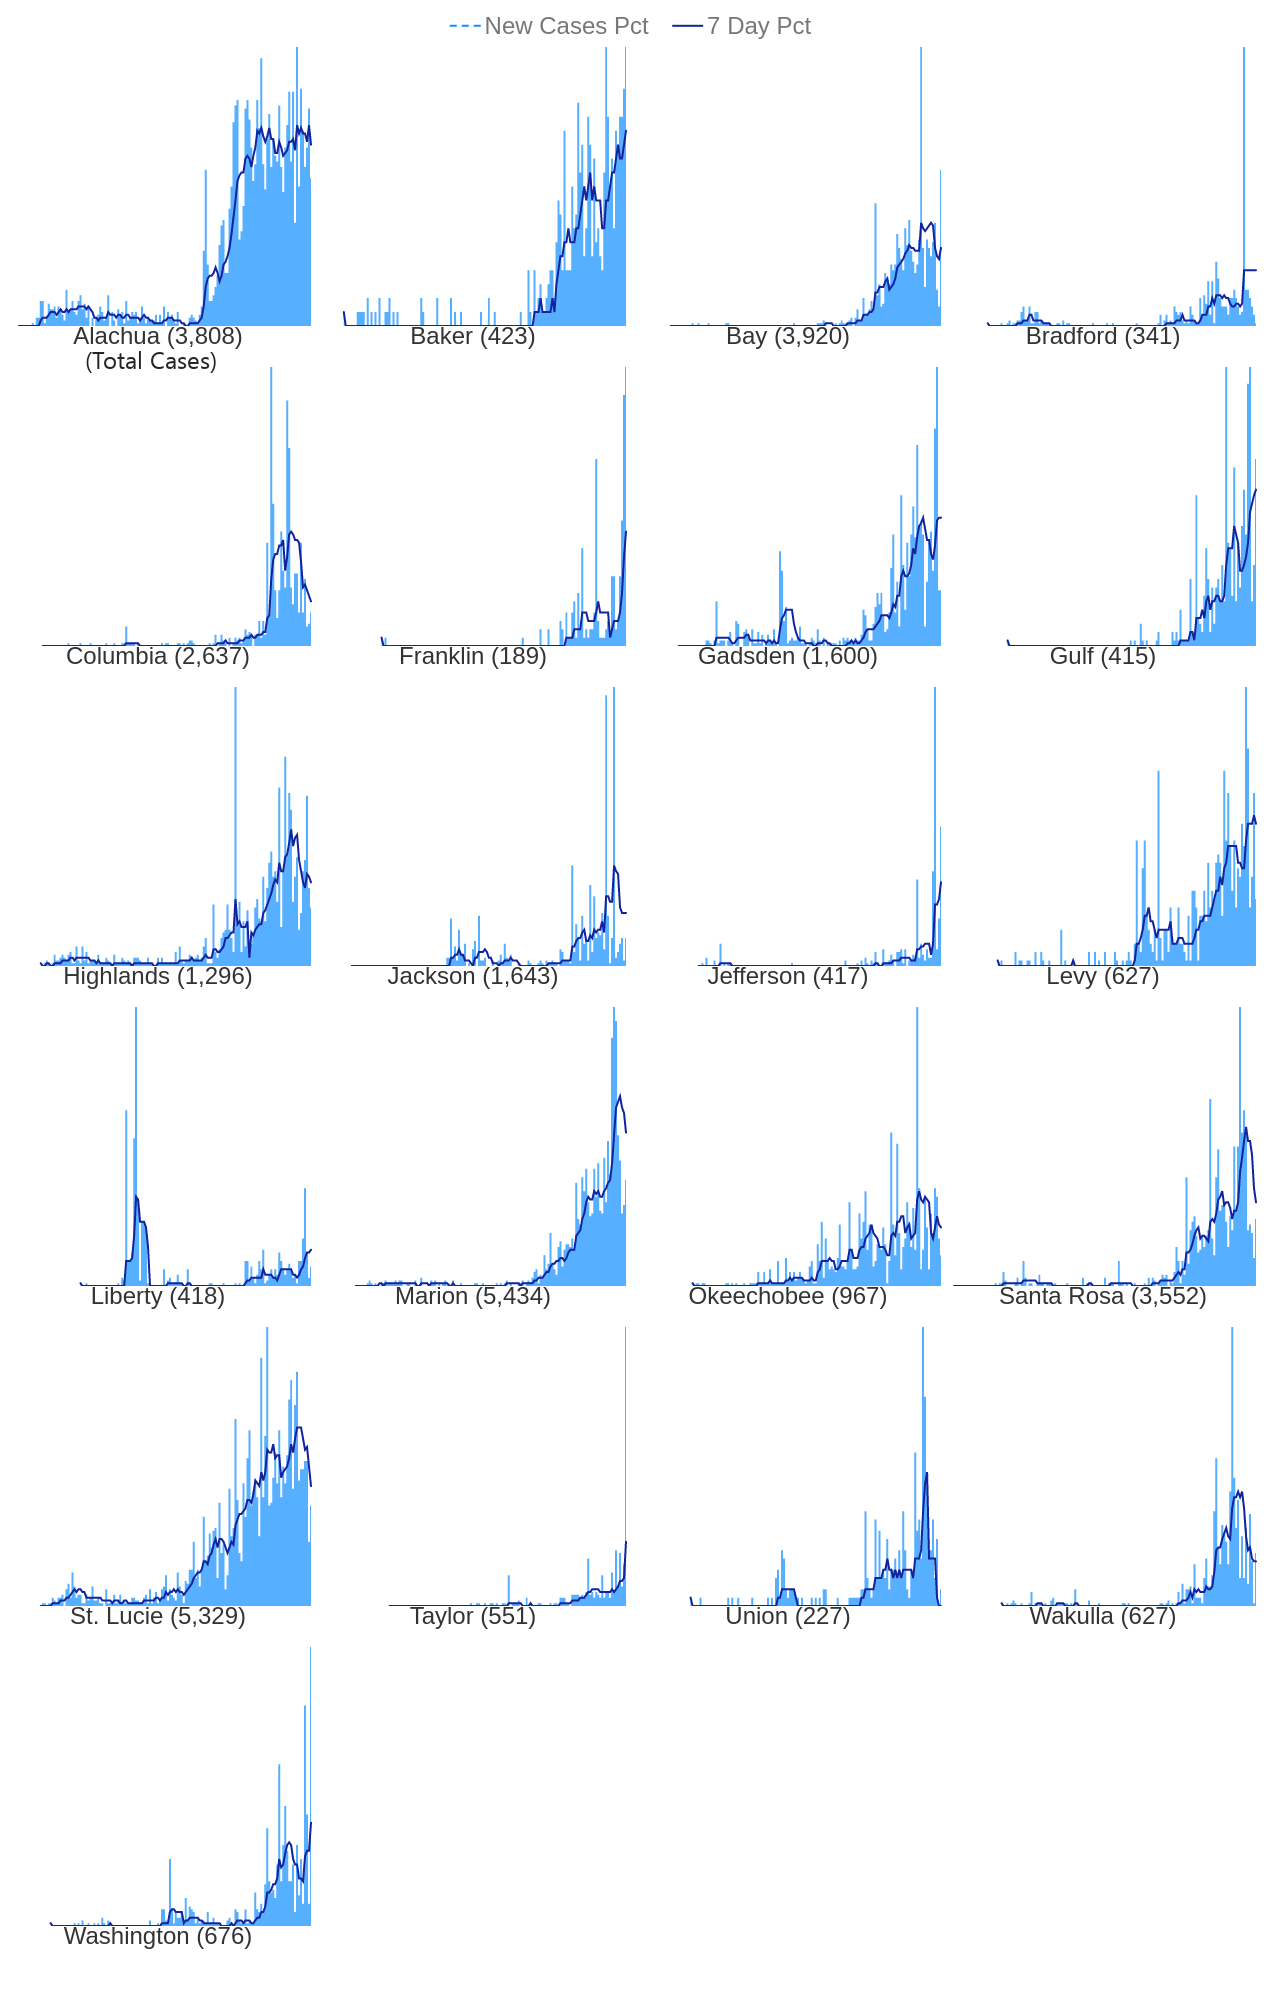 New Cases Pct 7 Day Pct
Alachua (3,808) Baker (423) Bay (3,920) Bradford (341)
(Total Cases)
Columbia (2,637) Franklin (189) Gadsden (1,600) Gulf (415)
Highlands (1,296) Jackson (1,643) Jefferson (417) Levy (627)
Liberty (418) Marion (5,434) Okeechobee (967) Santa Rosa (3,552)
St. Lucie (5,329) Taylor (551) Union (227) Wakulla (627)
Washington (676)